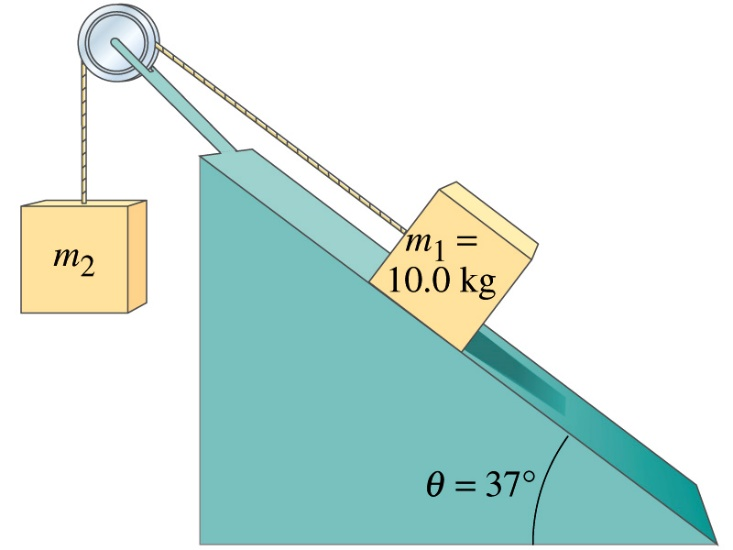 m₂
m₁ =
10.0 kg
θ = 37°